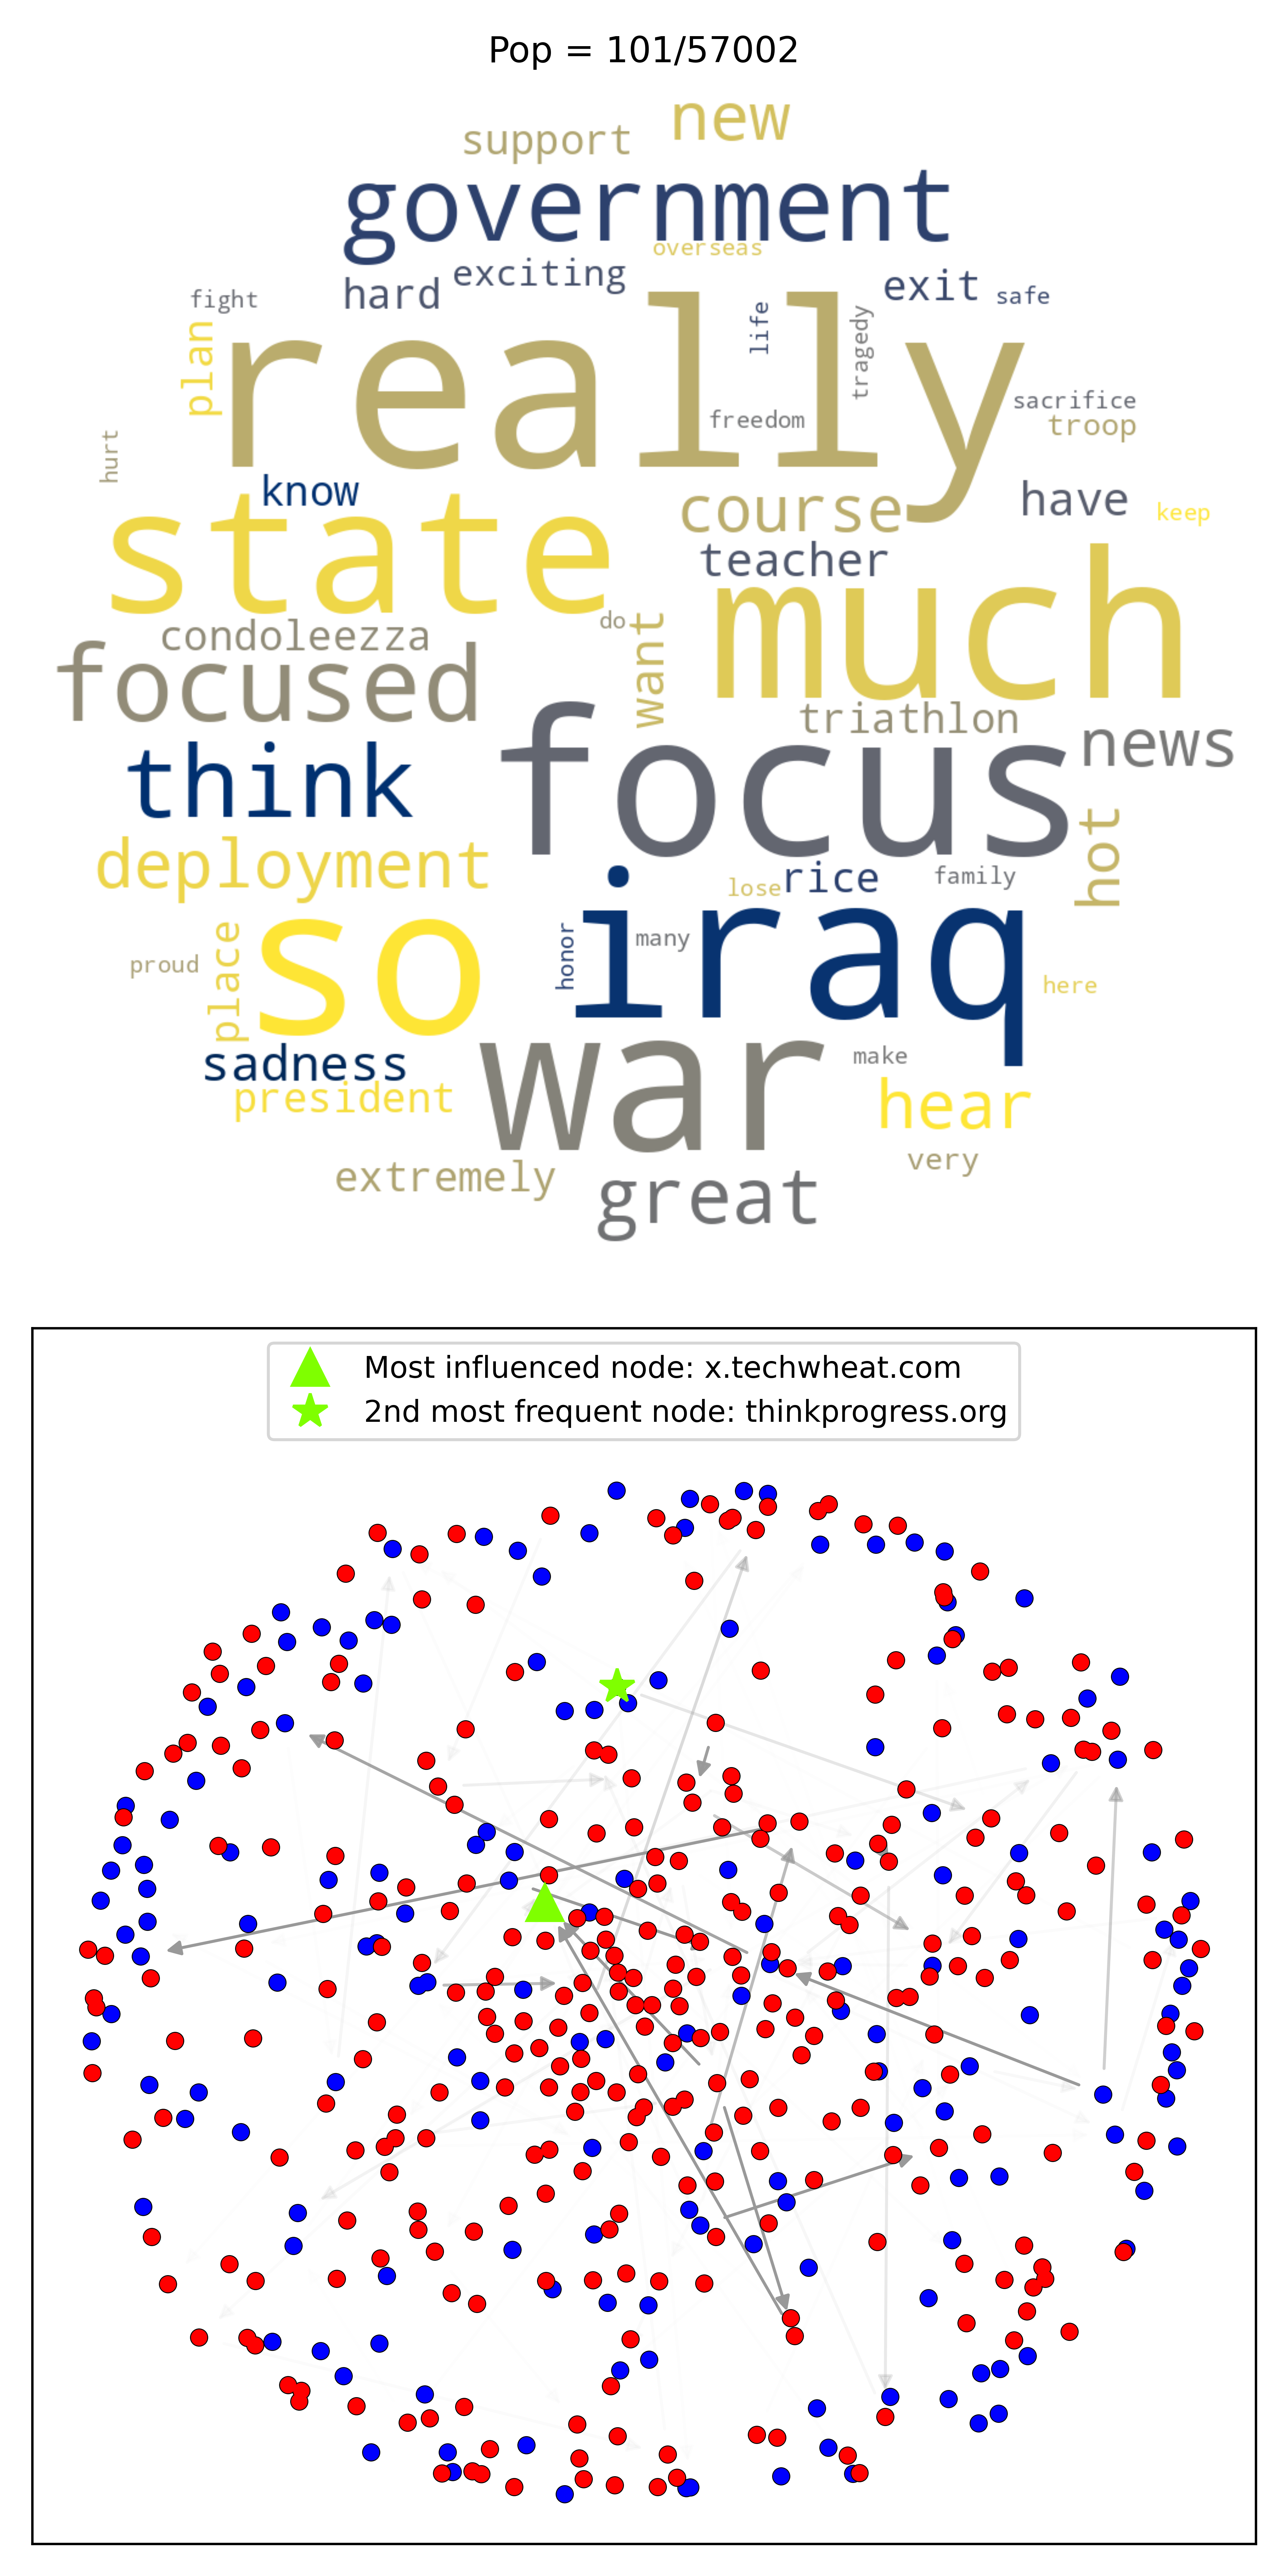 Pop = 101/57002
new
support
government
overseas
exciting
hard
exit
safe
fight
life
tragedy
plan
really
freedom
sacrifice
troop
hurt
know
course
have
keep
state
teacher
much
do
condoleezza
want
focused
triathlon
focus
news
think
hot
deployment
rice
family
lose
iraq
so
place
honor
many
proud
here
war
sadness
make
president
hear
extremely
very
great
Most influenced node: x.techwheat.com
2nd most frequent node: thinkprogress.org